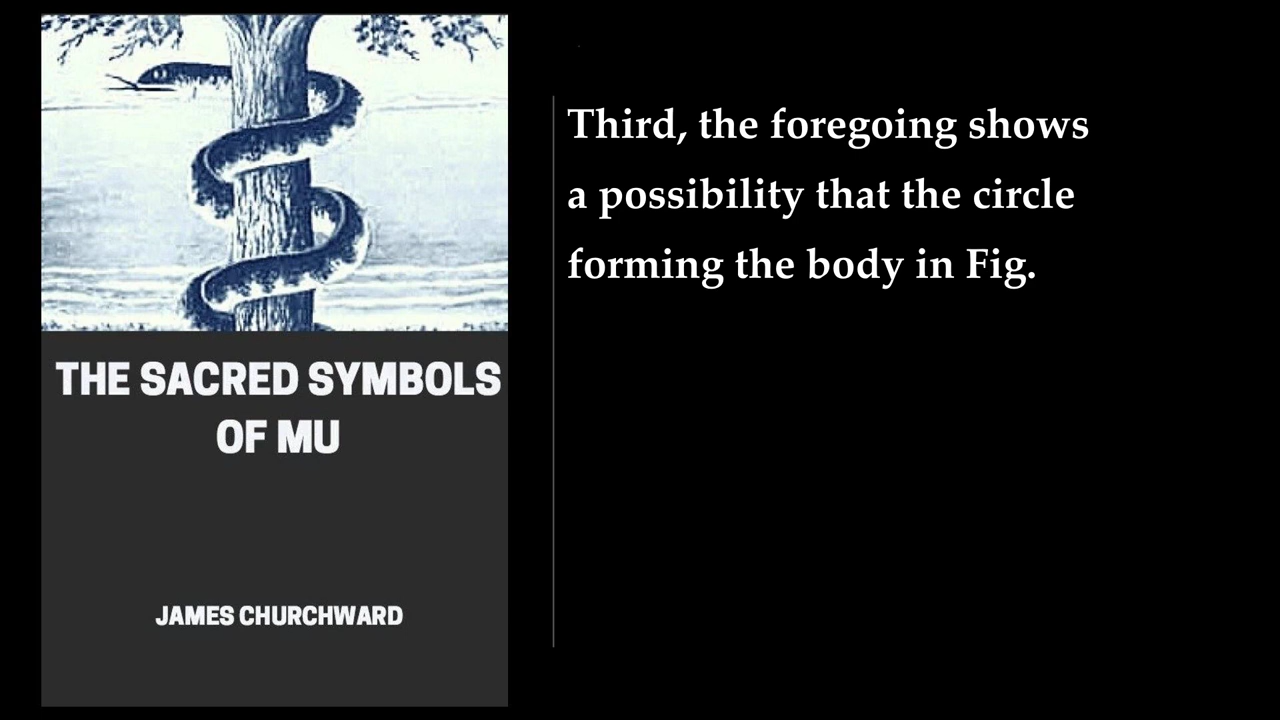 THE SACRED SYMBOLS
OF MU
JAMES CHURCHWARD
Third, the foregoing shows
a possibility that the circle
forming the body in Fig.